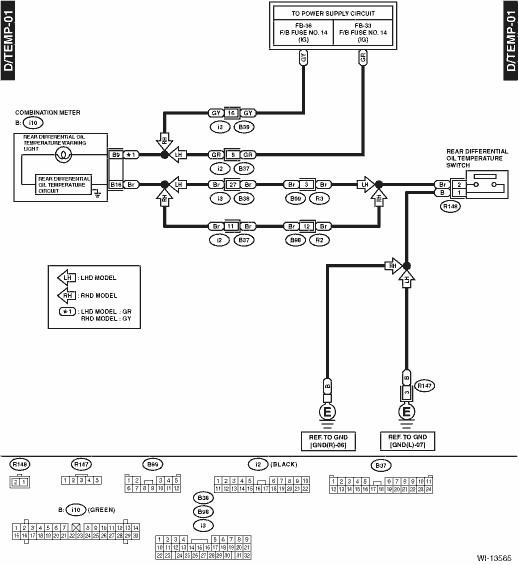 D/TEMP-01
D/TEMP-01
TO POWER SUPPLY CIRCUIT
FB-36
F/B FUSE NO. 14
(IG)
FB-33
F/B FUSE NO. 14
(IG)
GY
GR
COMBINATION METER
B: i10
REAR DIFFERENTIAL OIL
TEMPERATURE WARNING
LIGHT
REAR DIFFERENTIAL
OIL TEMPERATURE
CIRCUIT
GY 16 GY
i3 B39
RH
B9 *1
LH
GR 5 GR
i2 B37
B16 Br
LH
Br 27 Br
i3 B38
Br 3 Br
B99 R3
LH
RH
Br 11 Br
i2 B37
Br 12 Br
B98 R2
RH
REAR DIFFERENTIAL
OIL TEMPERATURE
SWITCH
Br 2
B 1
R148
LH : LHD MODEL
RH : RHD MODEL
*1 : LHD MODEL : GR
RHD MODEL : GY
RH
LH
B
B
3
R147
E
E
REF. TO GND
[GND(R)-06]
REF. TO GND
[GND(L)-07]
R148
2 1
R147
1 2 3 4 5
B99
1 2 3 4 5
6 7 8 9 10 11 12
i2 (BLACK)
1 2 3 4 5 6 7 8 9 10
11 12 13 14 15 16 17 18 19 20 21 22
B37
1 2 3 4 5 6 7 8 9 10 11
12 13 14 15 16 17 18 19 20 21 22 23 24
B: i10 (GREEN)
1 2 3 4 5 6 7 8 9 10 11 12 13 14
15 16 17 18 19 20 21 22 23 24 25 26 27 28 29 30
B38
B98
i3
1 2 3 4 5 6 7 8 9
10 11 12 13 14 15 16 17 18 19 20 21
22 23 24 25 26 27 28 29 30 31 32
WI-13565